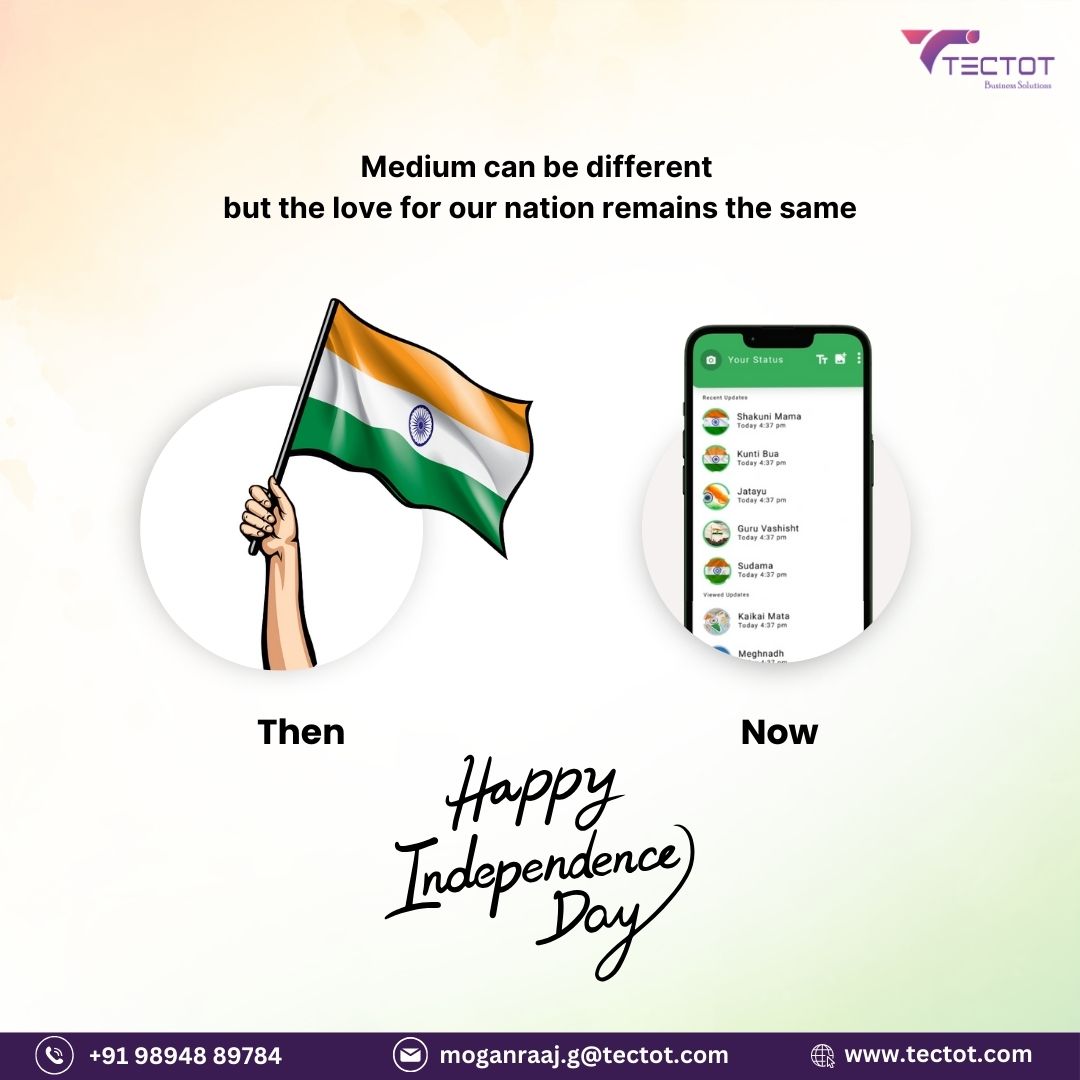 TECTOT
Business Solutions
Medium can be different
but the love for our nation remains the same
Your Status
Recent Updates
Shakuni Mama
Today 4:37 pm
Kunti Bua
Today 4:37 pm
Jatayu
Today 4:37 pm
Guru Vashisht
Today 4:37 pm
Sudama
Today 4:37 pm
Viewed Updates
Kaikai Mata
Today 4:37 pm
Meghnadh
4:37 pm
Then
Now
Happy
Independence
Day
+91 98948 89784
moganraaj.g@tectot.com
www.tectot.com